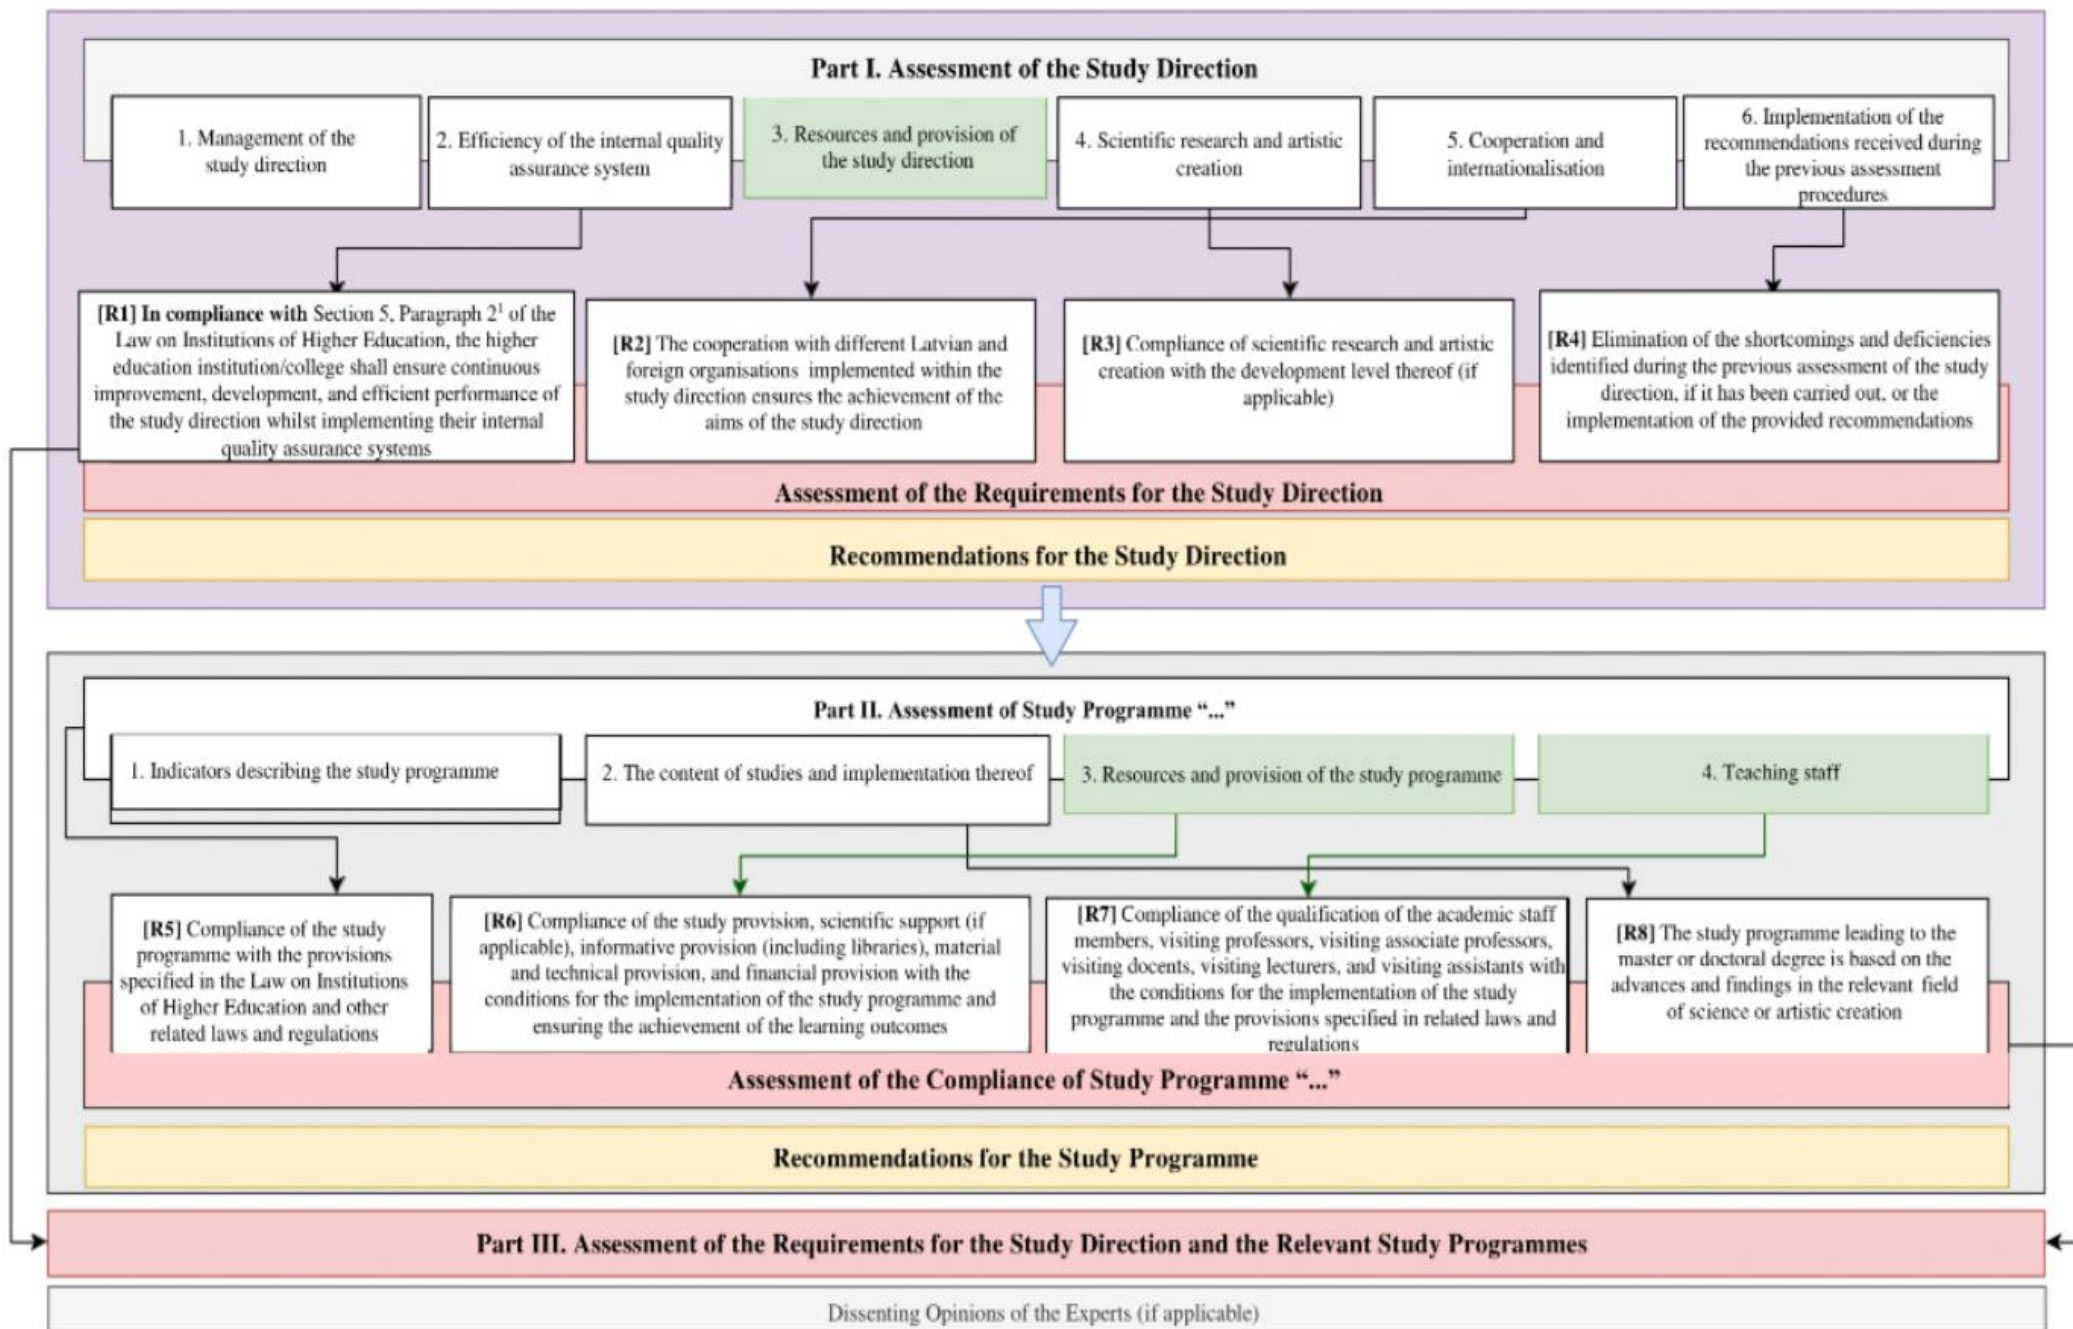 Part I. Assessment of the Study Direction
1. Management of the
study direction
2. Efficiency of the internal quality
assurance system
3. Resources and provision of
the study direction
4. Scientific research and artistic
creation
5. Cooperation and
internationalisation
6. Implementation of the
recommendations received during
the previous assessment
procedures
[R1] In compliance with Section 5, Paragraph 2¹ of the
Law on Institutions of Higher Education, the higher
education institution/college shall ensure continuous
improvement, development, and efficient performance of
the study direction whilst implementing their internal
quality assurance systems
[R2] The cooperation with different Latvian and
foreign organisations implemented within the
study direction ensures the achievement of the
aims of the study direction
[R3] Compliance of scientific research and artistic
creation with the development level thereof (if
applicable)
[R4] Elimination of the shortcomings and deficiencies
identified during the previous assessment of the study
direction, if it has been carried out, or the
implementation of the provided recommendations
Assessment of the Requirements for the Study Direction
Recommendations for the Study Direction
Part II. Assessment of Study Programme “...”
1. Indicators describing the study programme
2. The content of studies and implementation thereof
3. Resources and provision of the study programme
4. Teaching staff
[R5] Compliance of the study
programme with the provisions
specified in the Law on Institutions
of Higher Education and other
related laws and regulations
[R6] Compliance of the study provision, scientific support (if
applicable), informative provision (including libraries), material
and technical provision, and financial provision with the
conditions for the implementation of the study programme and
ensuring the achievement of the learning outcomes
[R7] Compliance of the qualification of the academic staff
members, visiting professors, visiting associate professors,
visiting docents, visiting lecturers, and visiting assistants with
the conditions for the implementation of the study
programme and the provisions specified in related laws and
regulations
[R8] The study programme leading to the
master or doctoral degree is based on the
advances and findings in the relevant field
of science or artistic creation
Assessment of the Compliance of Study Programme “...”
Recommendations for the Study Programme
Part III. Assessment of the Requirements for the Study Direction and the Relevant Study Programmes
Dissenting Opinions of the Experts (if applicable)